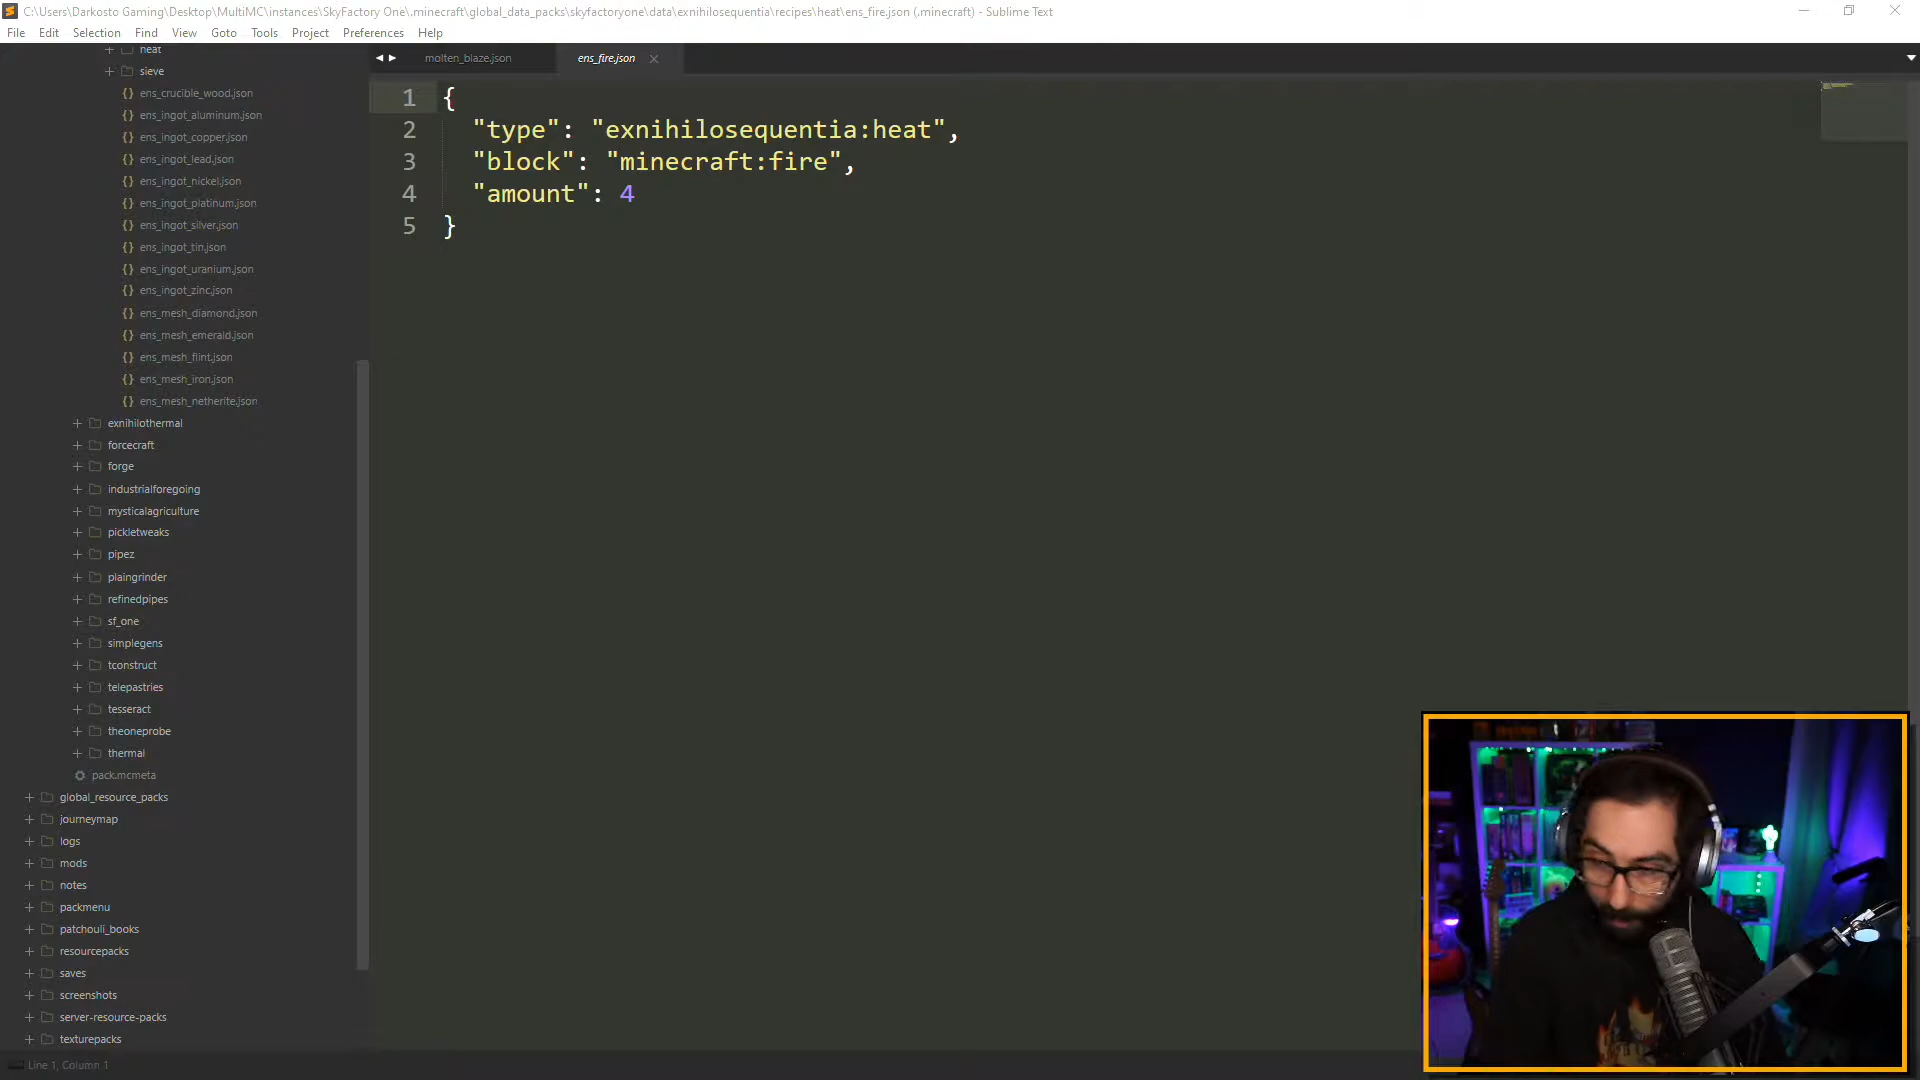 C:\Users\Darkosto Gaming\Desktop\MultiMC\instances\SkyFactory One\.minecraft\global_data_packs\skyfactoryone\data\exnihilosequentia\recipes\heat\ens_fire.json (.minecraft) - Sublime Text
File Edit Selection Find View Goto Tools Project Preferences Help
molten_blaze.json
ens_fire.json
heat
sieve
ens_crucible_wood.json
ens_ingot_aluminum.json
ens_ingot_copper.json
ens_ingot_lead.json
ens_ingot_nickel.json
ens_ingot_platinum.json
ens_ingot_silver.json
ens_ingot_tin.json
ens_ingot_uranium.json
ens_ingot_zinc.json
ens_mesh_diamond.json
ens_mesh_emerald.json
ens_mesh_flint.json
ens_mesh_iron.json
ens_mesh_netherite.json
exnihilothermal
forcecraft
forge
industrialforegoing
mysticalagriculture
pickletweaks
pipez
plaingrinder
refinedpipes
sf_one
simplegens
tconstruct
telepastries
tesseract
theoneprobe
thermal
pack.mcmeta
global_resource_packs
journeymap
logs
mods
notes
packmenu
patchouli_books
resourcepacks
saves
screenshots
server-resource-packs
texturepacks
1 {
2 "type": "exnihilosequentia:heat",
3 "block": "minecraft:fire",
4 "amount": 4
5 }
Line 1, Column 1